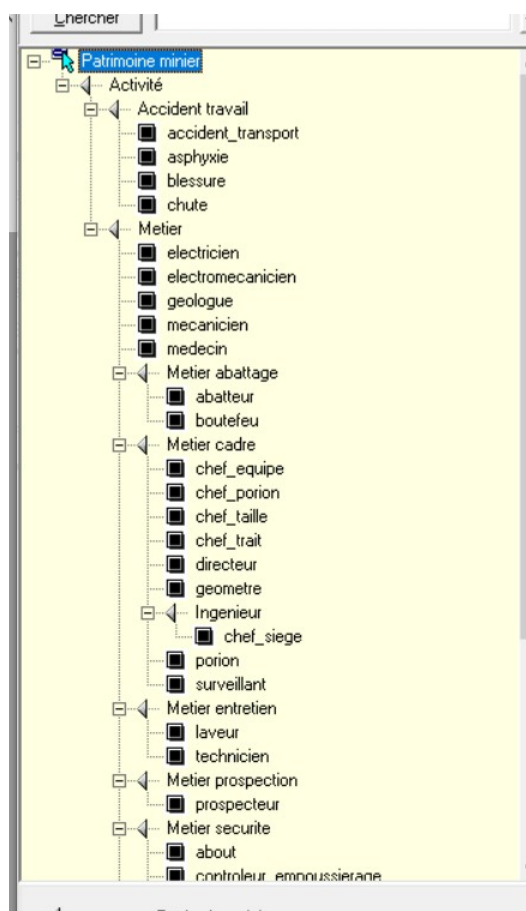 Chercher
Patrimoine minier
Activité
Accident travail
accident_transport
asphyxie
blessure
chute
Metier
electricien
electromecanicien
geologue
mecanicien
medecin
Metier abattage
abatteur
boutefeu
Metier cadre
chef_equipe
chef_porion
chef_taille
chef_trait
directeur
geometre
Ingenieur
chef_siege
porion
surveillant
Metier entretien
laveur
technicien
Metier prospection
prospecteur
Metier securite
about
controleur_empoussierage